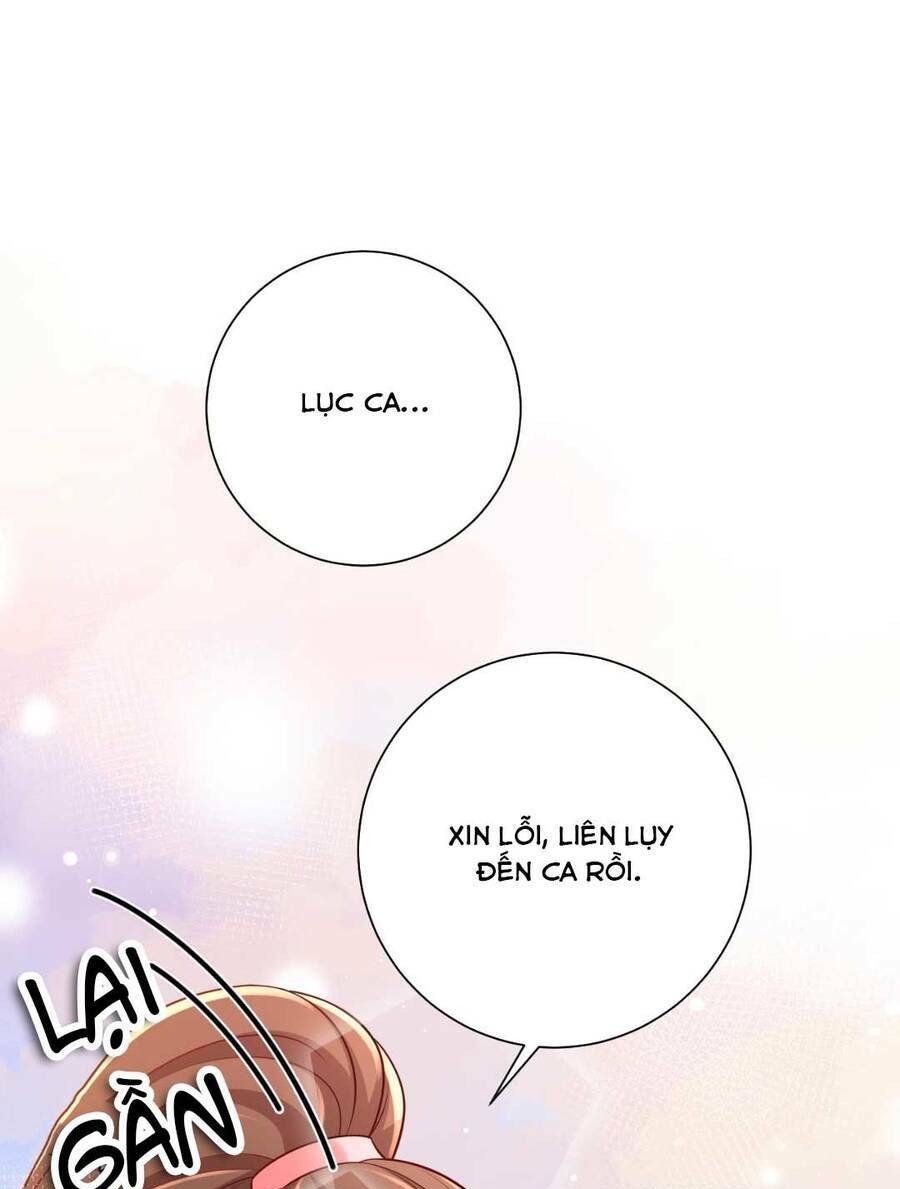 LỤC CA...
XIN LỖI, LIÊN LỤY
ĐẾN CA RỒI.
LẠI
GẦN